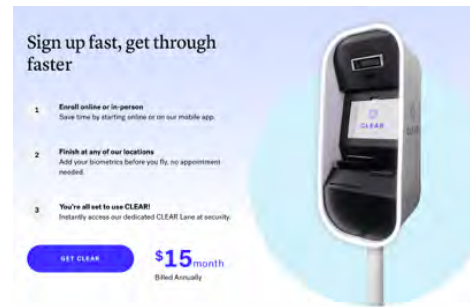 Sign up fast, get through
faster
1
Enroll online or in-person
Save time by starting online or on our mobile app.
2
Finish at any of our locations
Add your biometrics before you fly, no appointment
needed.
3
You're all set to use CLEAR!
Instantly access our dedicated CLEAR Lane at security.
GET CLEAR
$15month
Billed Annually
CLEAR